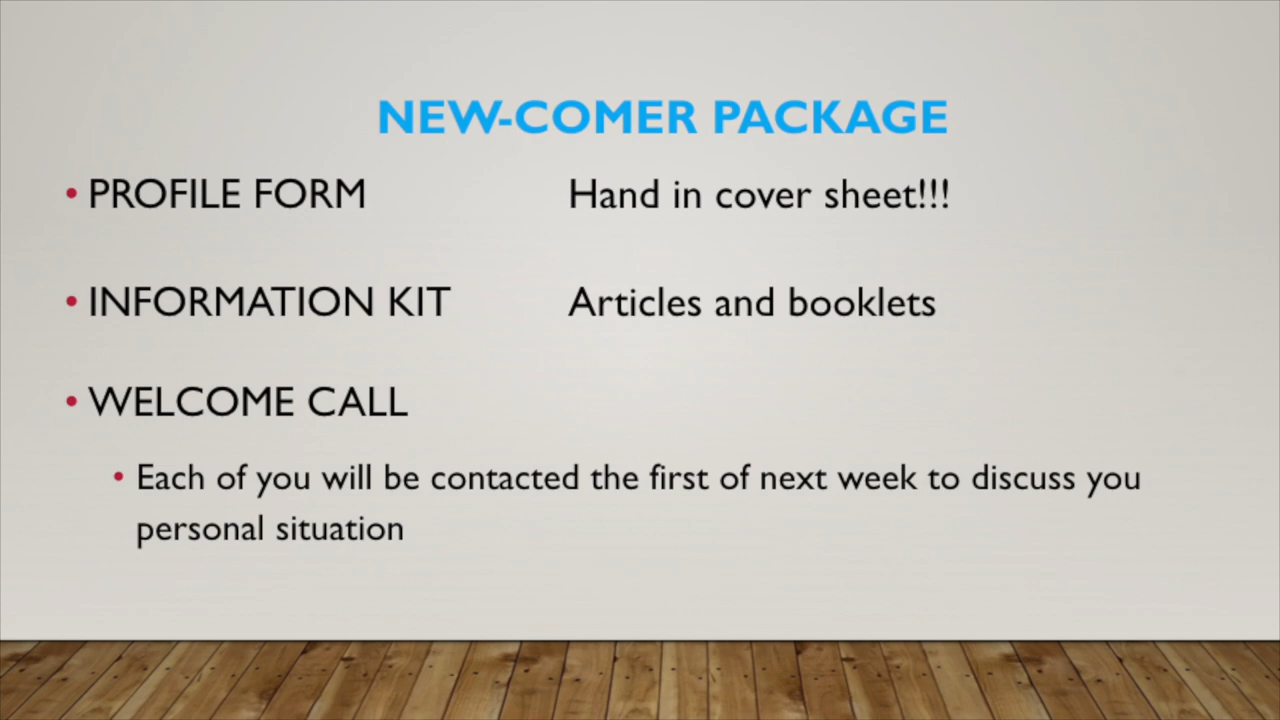 NEW-COMER PACKAGE
• PROFILE FORM Hand in cover sheet!!!
• INFORMATION KIT Articles and booklets
• WELCOME CALL
• Each of you will be contacted the first of next week to discuss you
personal situation